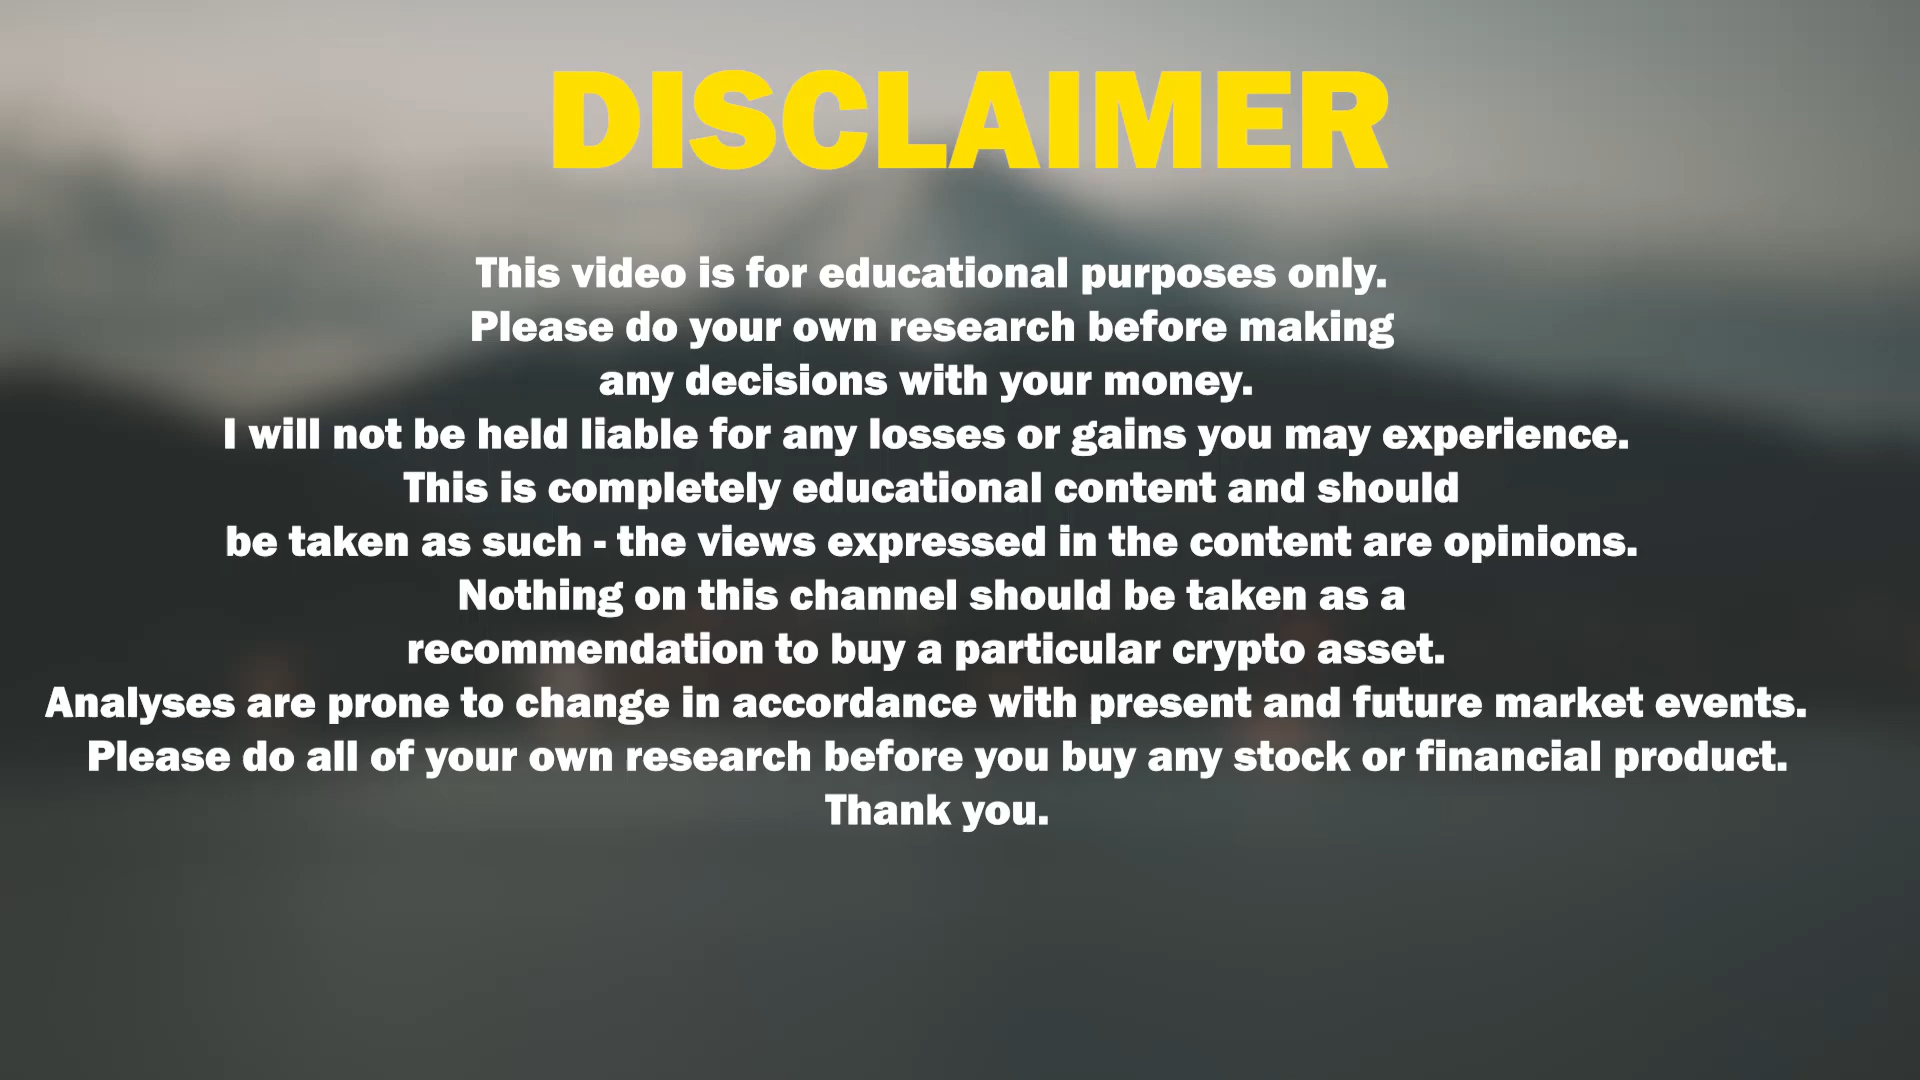 DISCLAIMER
This video is for educational purposes only.
Please do your own research before making
any decisions with your money.
I will not be held liable for any losses or gains you may experience.
This is completely educational content and should
be taken as such - the views expressed in the content are opinions.
Nothing on this channel should be taken as a
recommendation to buy a particular crypto asset.
Analyses are prone to change in accordance with present and future market events.
Please do all of your own research before you buy any stock or financial product.
Thank you.